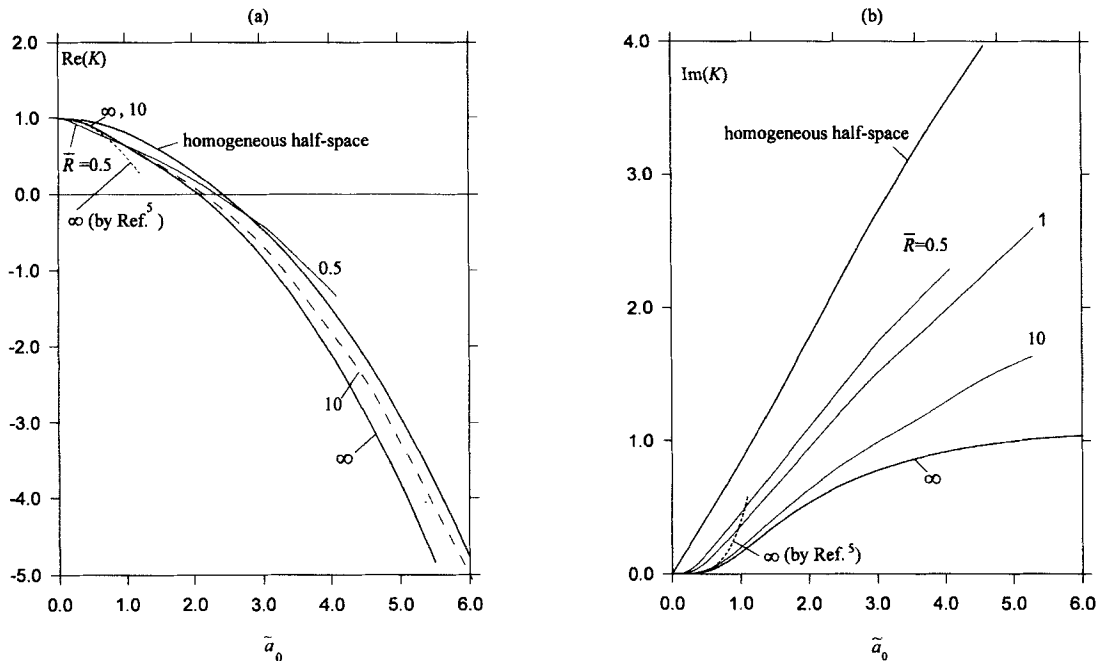 (a)
2.0
Re(K)
∞, 10
1.0
homogeneous half-space
R̅=0.5
0.0
∞ (by Ref.⁵)
0.5
-1.0
-2.0
10
-3.0
∞
-4.0
-5.0
0.0 1.0 2.0 3.0 4.0 5.0 6.0
ã₀
(b)
4.0
Im(K)
homogeneous half-space
3.0
1
R̅=0.5
2.0
10
1.0
∞
∞ (by Ref.⁵)
0.0
0.0 1.0 2.0 3.0 4.0 5.0 6.0
ã₀